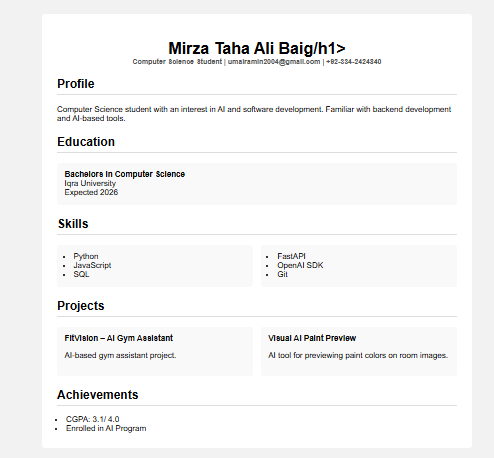 Mirza Taha Ali Baig/h1>
Computer Science Student | umairamin2004@gmail.com | +92-334-2424340
Profile
Computer Science student with an interest in AI and software development. Familiar with backend development
and AI-based tools.
Education
Bachelors in Computer Science
Iqra University
Expected 2026
Skills
Python
JavaScript
SQL
FastAPI
OpenAI SDK
Git
Projects
FitVision – AI Gym Assistant
AI-based gym assistant project.
Visual AI Paint Preview
AI tool for previewing paint colors on room images.
Achievements
CGPA: 3.1/ 4.0
Enrolled in AI Program